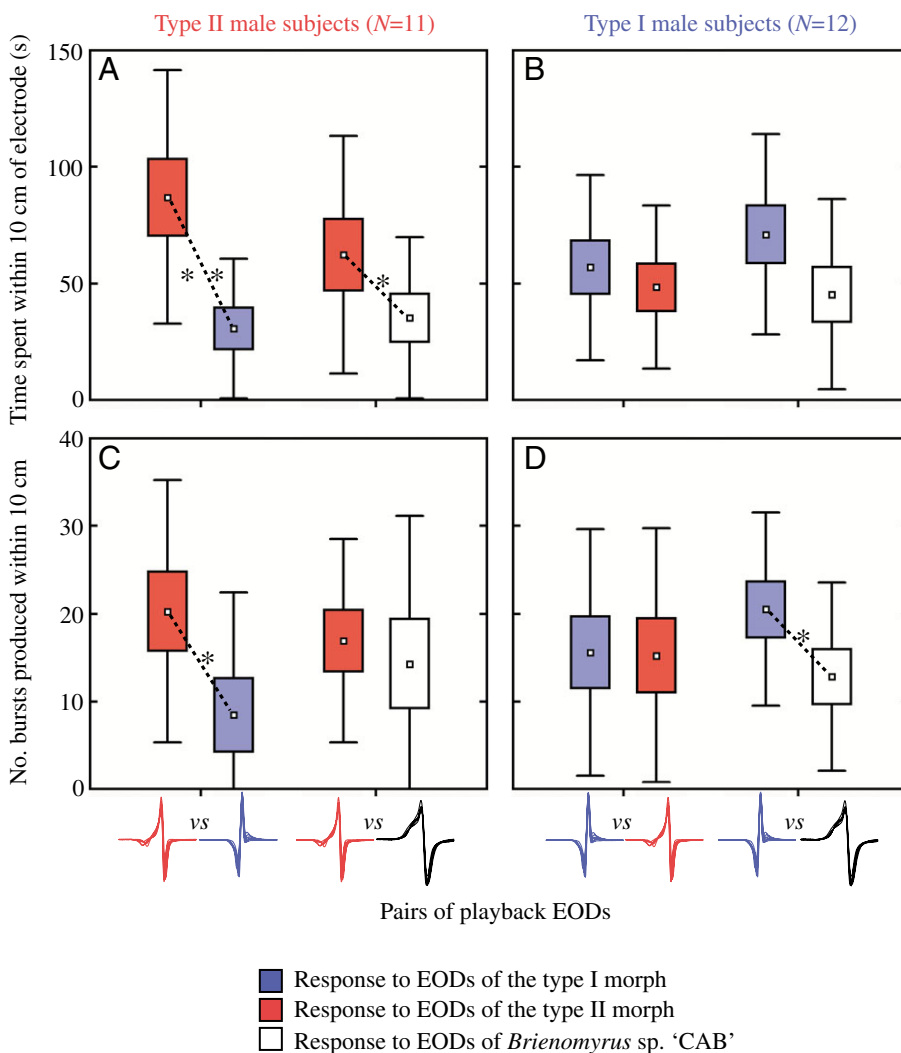 Type II male subjects (N=11)
Type I male subjects (N=12)
Time spent within 10 cm of electrode (s)
150
100
50
0
A
* *
*
B
No. bursts produced within 10 cm
40
30
20
10
0
C
*
D
*
vs
vs
vs
vs
Pairs of playback EODs
Response to EODs of the type I morph
Response to EODs of the type II morph
Response to EODs of Brienomyrus sp. ‘CAB’